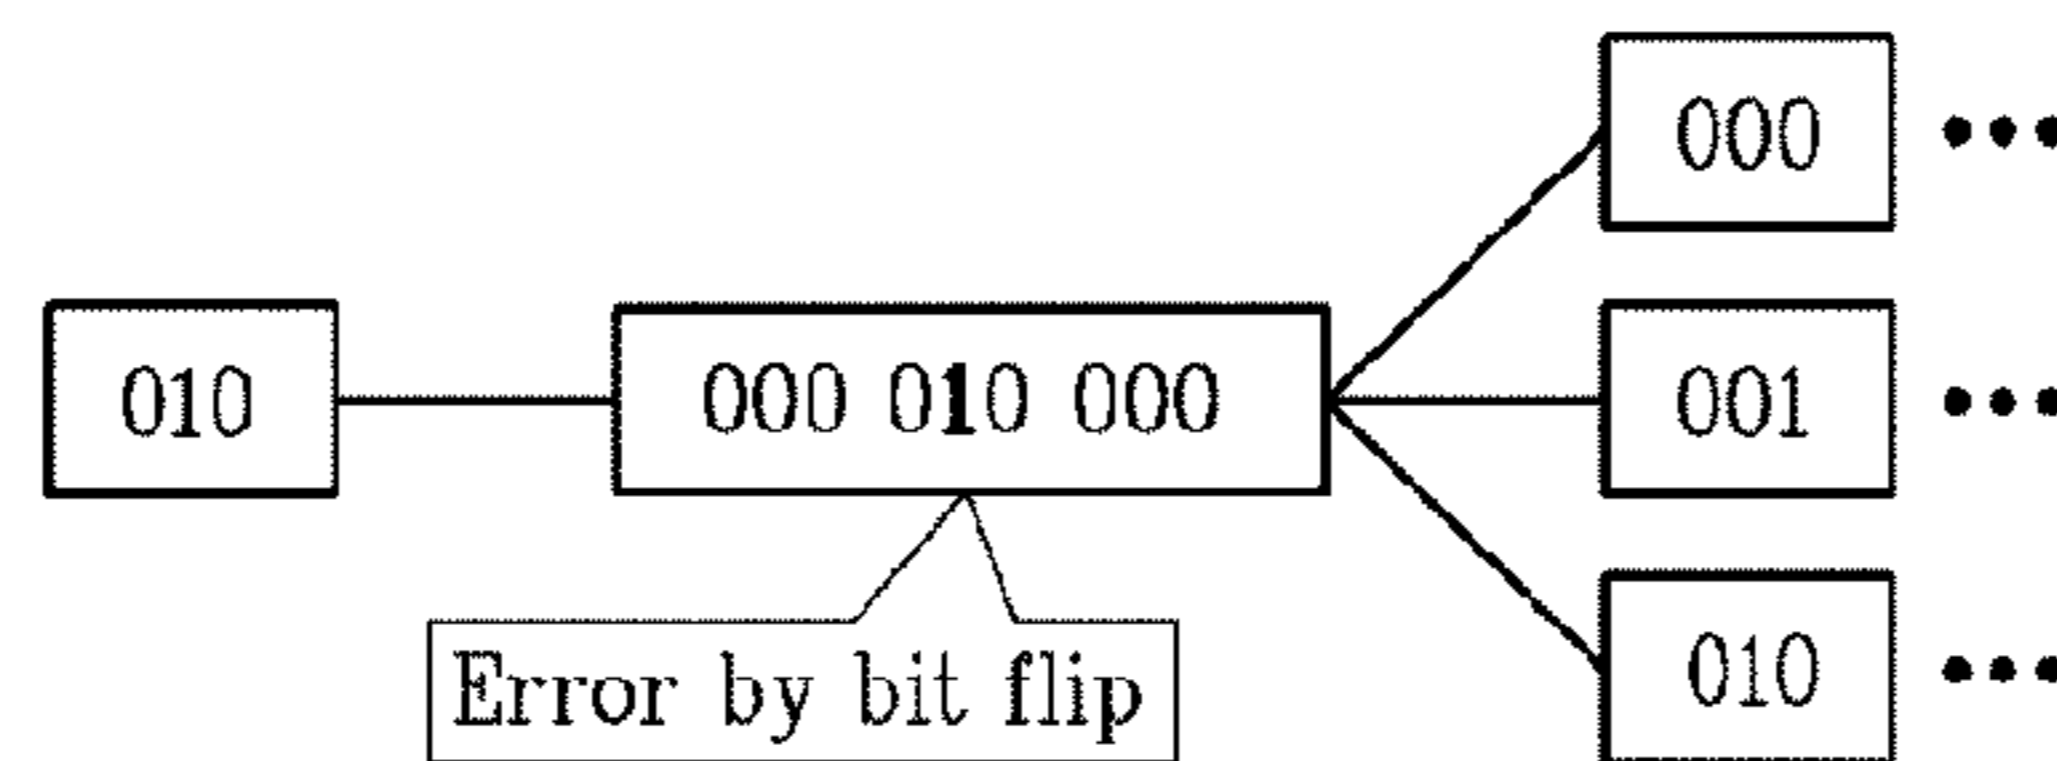 000 •••
010
000 010 000
001 •••
Error by bit flip
010 •••